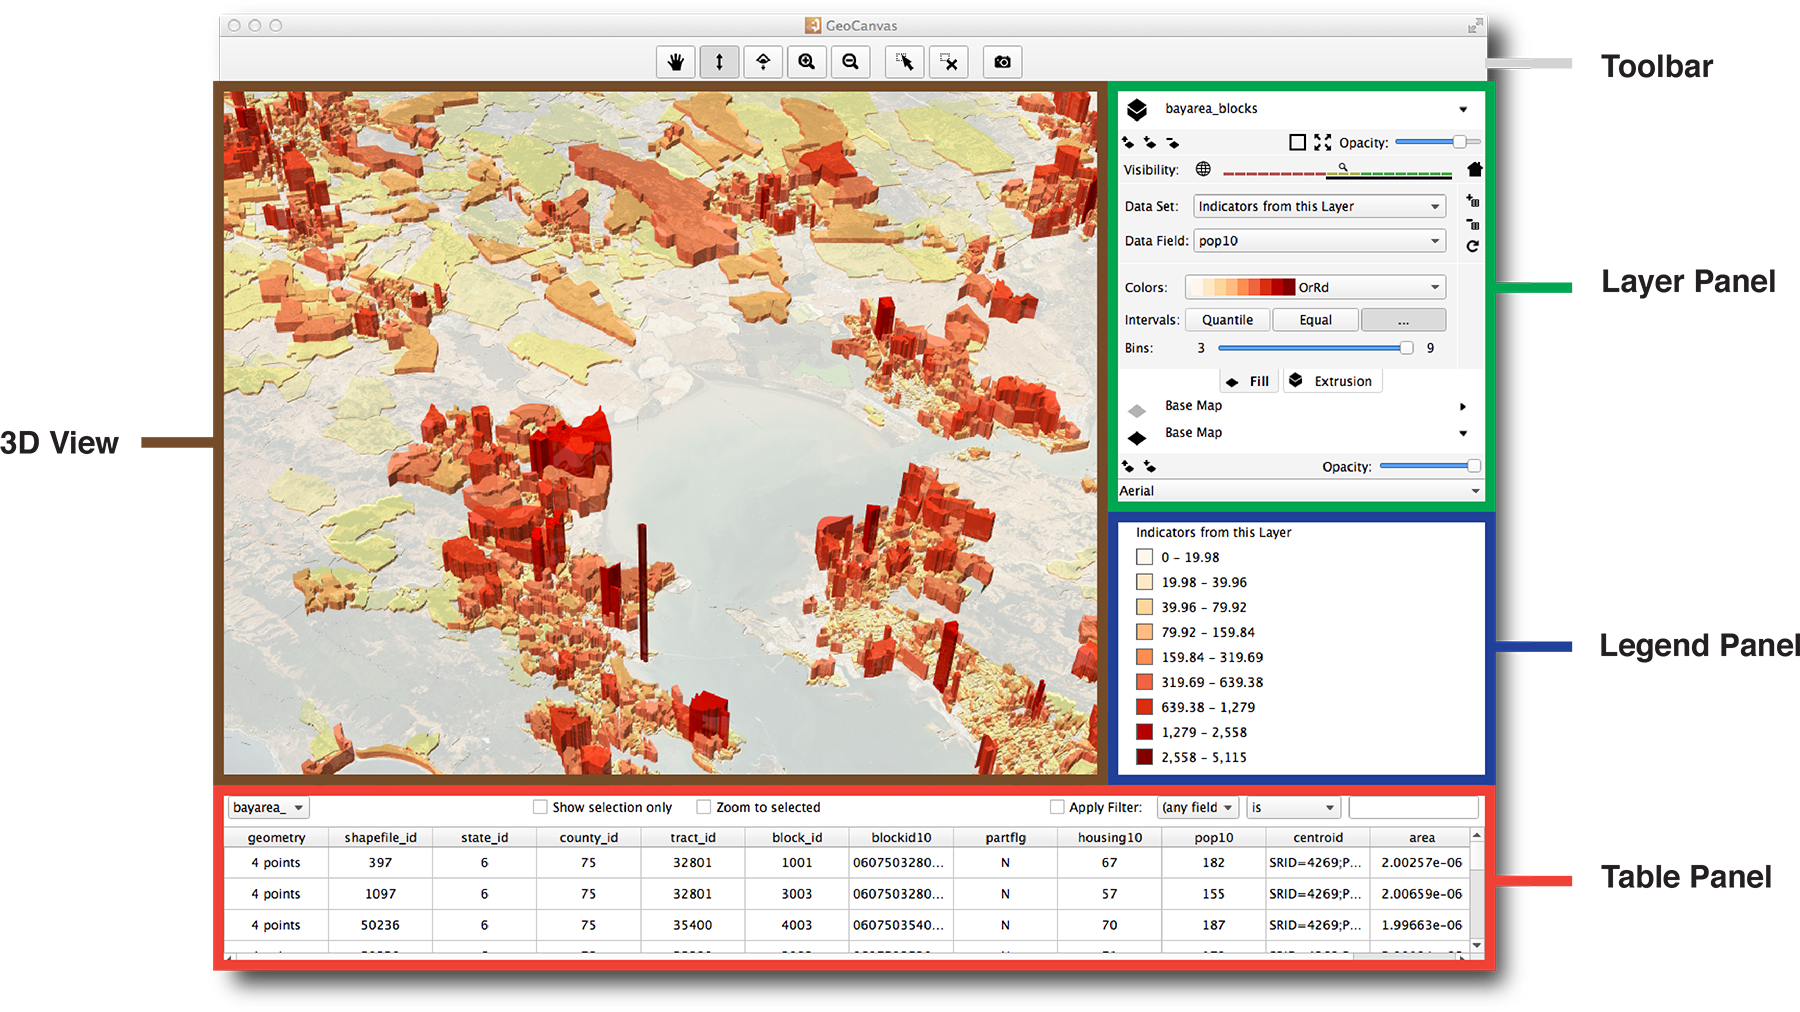 GeoCanvas
Toolbar
bayarea_blocks
Opacity:
Visibility:
Data Set: Indicators from this Layer
Data Field: pop10
Layer Panel
Colors: OrRd
Intervals: Quantile Equal ...
Bins: 3 9
Fill Extrusion
Base Map
Base Map
3D View
Opacity:
Aerial
Indicators from this Layer
0 - 19.98
19.98 - 39.96
39.96 - 79.92
79.92 - 159.84
159.84 - 319.69
319.69 - 639.38
639.38 - 1,279
1,279 - 2,558
2,558 - 5,115
Legend Panel
bayarea_ Show selection only Zoom to selected Apply Filter: (any field is
geometry shapefile_id state_id county_id tract_id block_id blockid10 partflg housing10 pop10 centroid area
4 points 397 6 75 32801 1001 0607503280... N 67 182 SRID=4269;P... 2.00257e-06
4 points 1097 6 75 32801 3003 0607503280... N 57 155 SRID=4269;P... 2.00659e-06
4 points 50236 6 75 35400 4003 0607503540... N 70 187 SRID=4269;P... 1.99663e-06
Table Panel